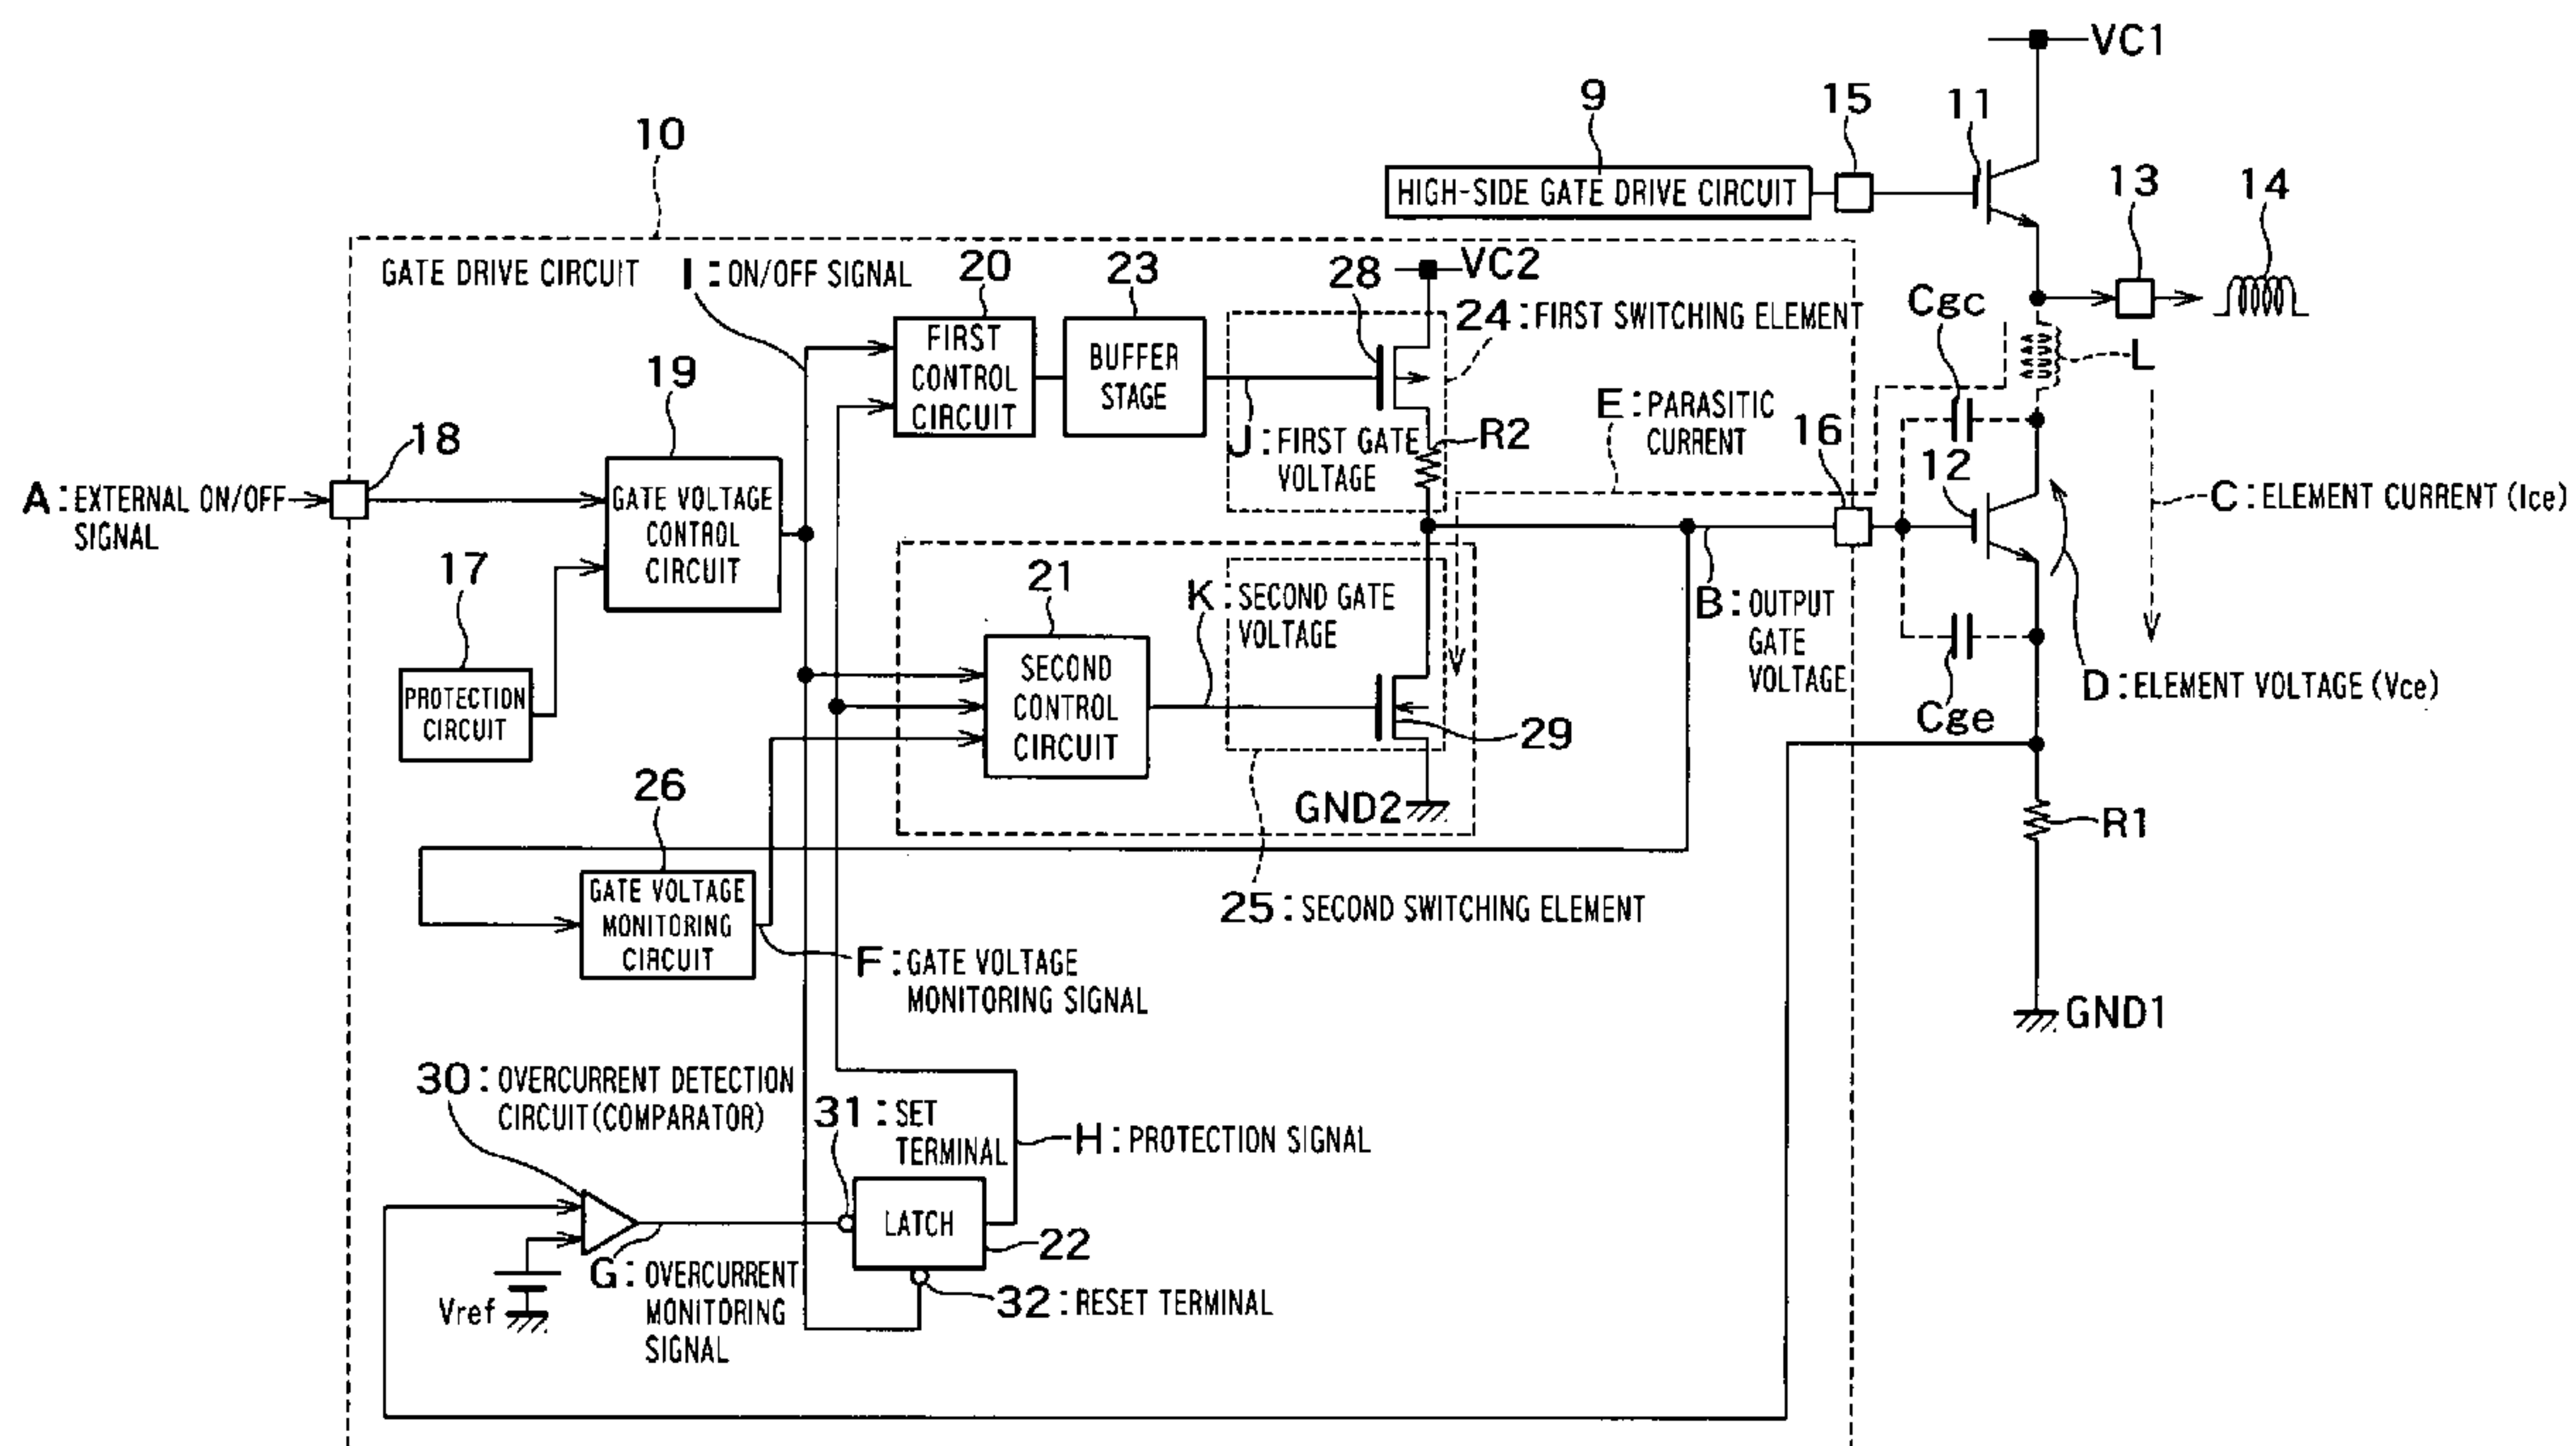 VC1
9
15
11
10
HIGH-SIDE GATE DRIVE CIRCUIT
13
14
GATE DRIVE CIRCUIT
I : ON/OFF SIGNAL
20
23
28
VC2
24 : FIRST SWITCHING ELEMENT
Cgc
L
FIRST
CONTROL
CIRCUIT
BUFFER
STAGE
19
E : PARASITIC
CURRENT
18
J : FIRST GATE
VOLTAGE
R2
16
12
A : EXTERNAL ON/OFF
SIGNAL
GATE VOLTAGE
CONTROL
CIRCUIT
C : ELEMENT CURRENT (Ice)
17
21
K : SECOND GATE
VOLTAGE
B : OUTPUT
GATE
VOLTAGE
PROTECTION
CIRCUIT
SECOND
CONTROL
CIRCUIT
D : ELEMENT VOLTAGE (Vce)
Cge
29
26
GND2
R1
GATE VOLTAGE
MONITORING
CIRCUIT
25 : SECOND SWITCHING ELEMENT
F : GATE VOLTAGE
MONITORING SIGNAL
GND1
30 : OVERCURRENT DETECTION
CIRCUIT(COMPARATOR)
31 : SET
TERMINAL
H : PROTECTION SIGNAL
LATCH
22
G : OVERCURRENT
MONITORING
SIGNAL
Vref
32 : RESET TERMINAL